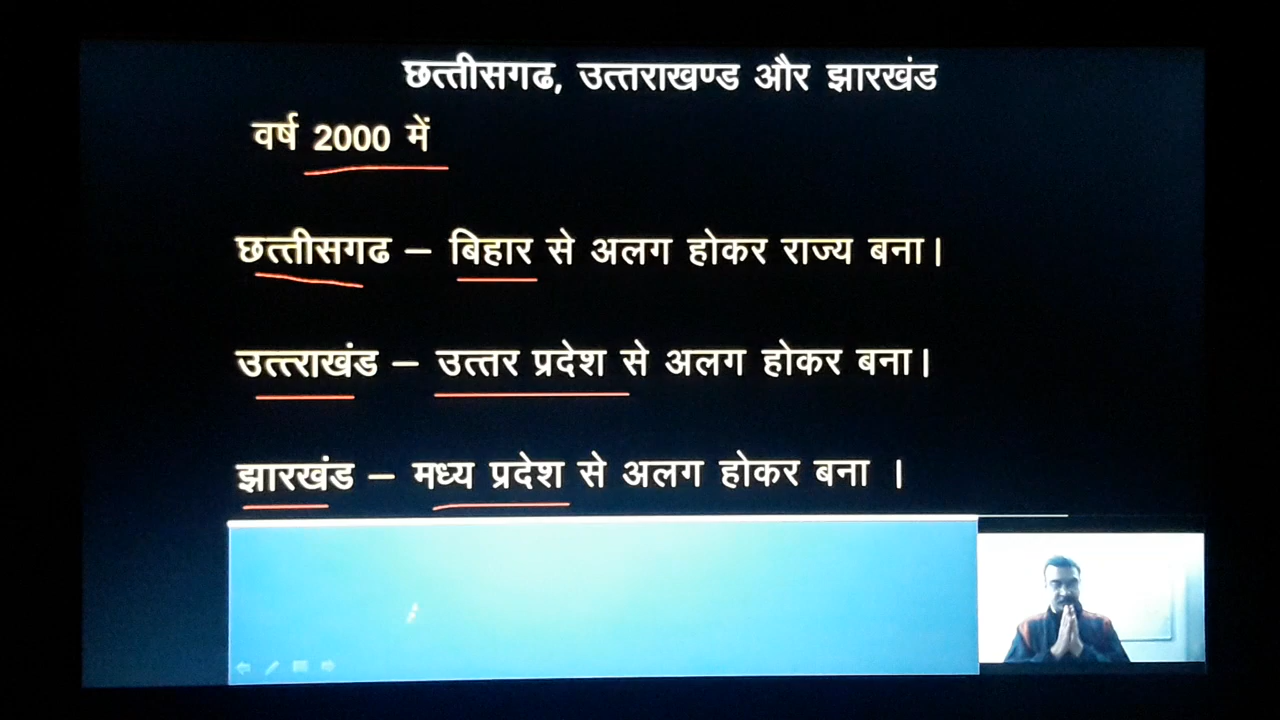 छत्तीसगढ, उत्तराखण्ड और झारखंड
वर्ष 2000 में
छत्तीसगढ – बिहार से अलग होकर राज्य बना।
उत्तराखंड – उत्तर प्रदेश से अलग होकर बना।
झारखंड – मध्य प्रदेश से अलग होकर बना ।